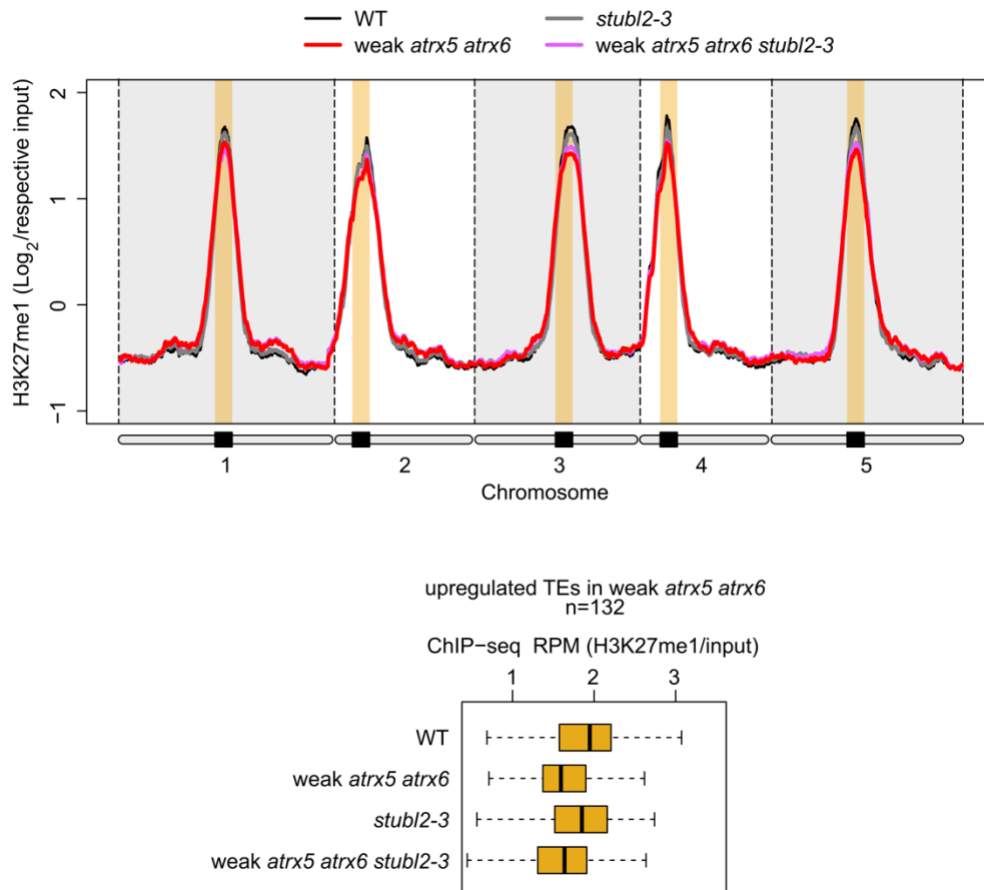 WT
stubl2-3
weak atrx5 atrx6
weak atrx5 atrx6 stubl2-3
H3K27me1 (Log2/respective input)
2
1
0
−1
1
2
3
4
5
Chromosome
upregulated TEs in weak atrx5 atrx6
n=132
ChIP−seq RPM (H3K27me1/input)
1 2 3
WT
weak atrx5 atrx6
stubl2-3
weak atrx5 atrx6 stubl2-3